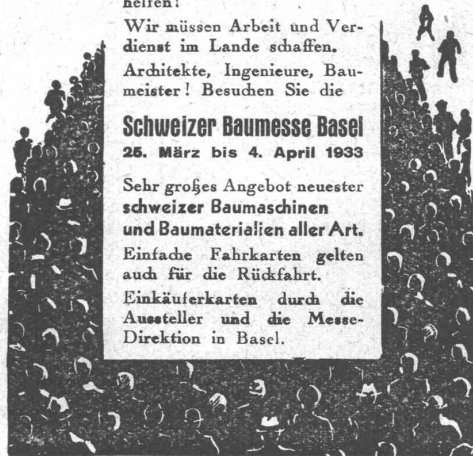 helfen!
Wir müssen Arbeit und Ver-
dienst im Lande schaffen.
Architekte, Ingenieure, Bau-
meister! Besuchen Sie die
Schweizer Baumesse Basel
25. März bis 4. April 1933
Sehr großes Angebot neuester
schweizer Baumaschinen
und Baumaterialien aller Art.
Einfache Fahrkarten gelten
auch für die Rückfahrt.
Einkäuferkarten durch die
Aussteller und die Messe-
Direktion in Basel.